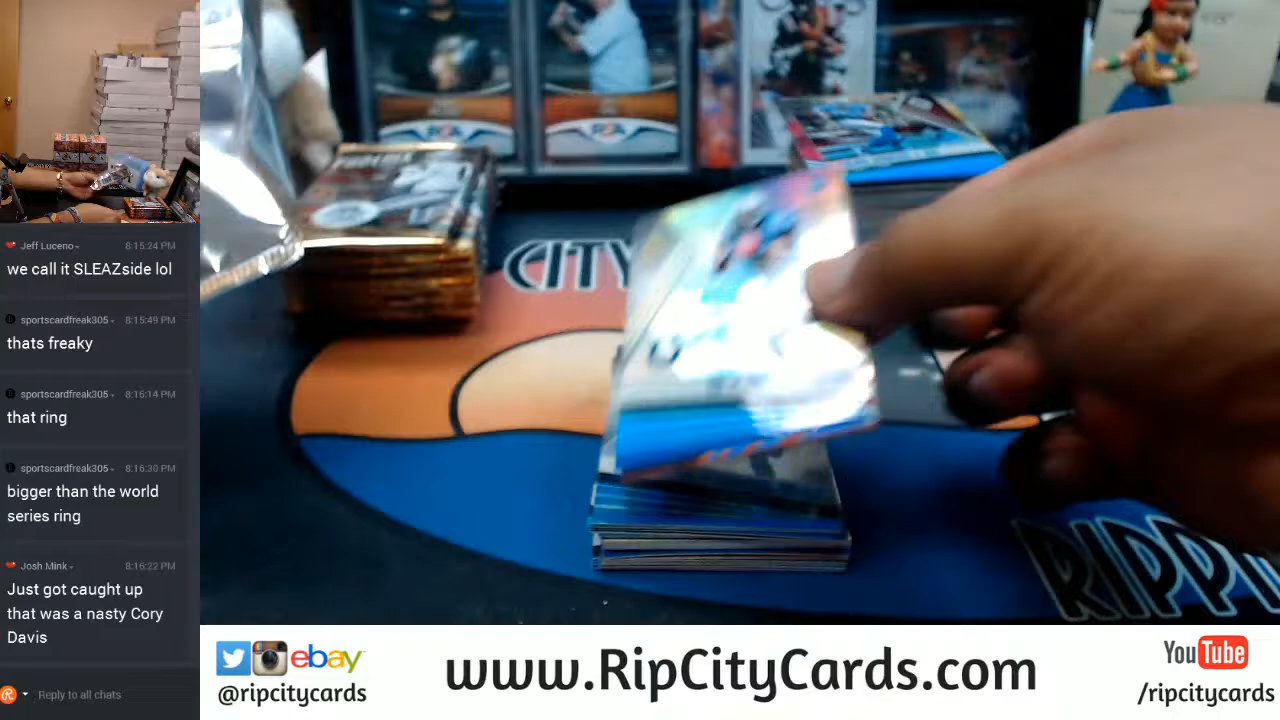 Jeff Luceno 8:15:24 PM
we call it SLEAZside lol
sportscardfreak305 8:15:49 PM
thats freaky
sportscardfreak305 8:16:14 PM
that ring
sportscardfreak305 8:16:30 PM
bigger than the world
series ring
Josh Mink 8:16:22 PM
Just got caught up
that was a nasty Cory
Davis
Reply to all chats
CITY
RIPPI
ebay
@ripcitycards
www.RipCityCards.com
YouTube
/ripcitycards